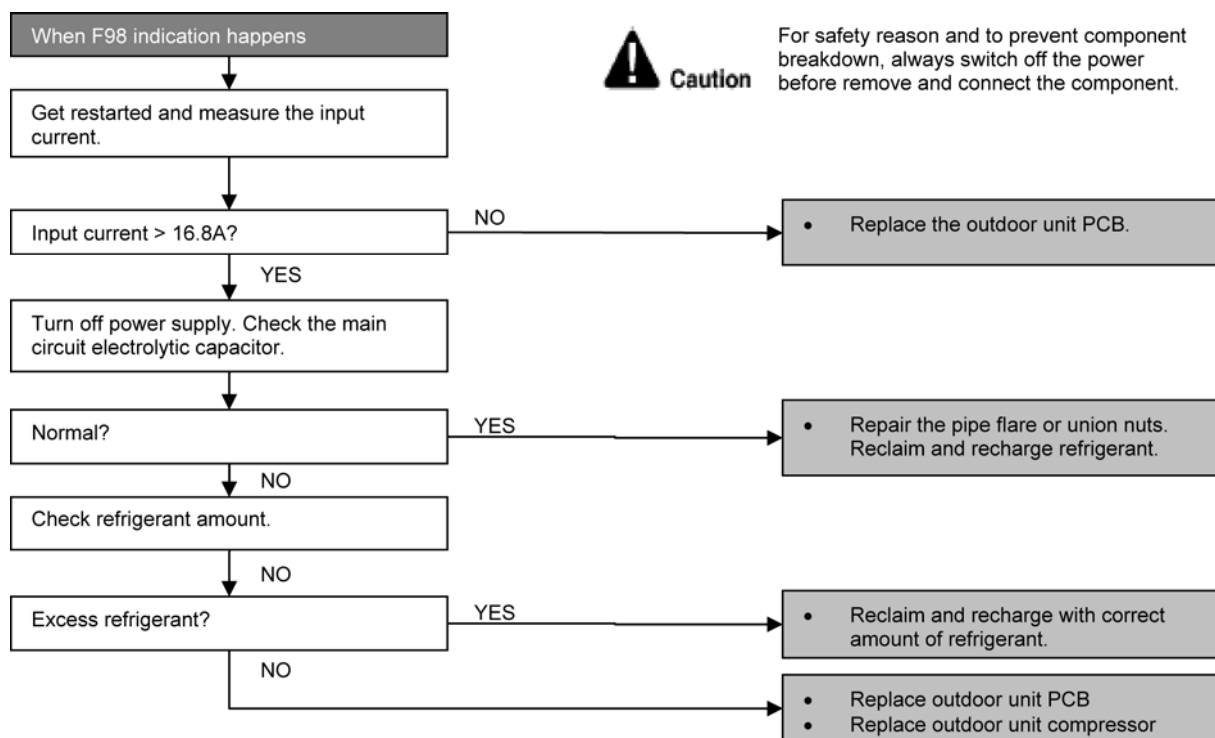 When F98 indication happens
Caution
For safety reason and to prevent component
breakdown, always switch off the power
before remove and connect the component.
Get restarted and measure the input
current.
Input current > 16.8A?
NO
• Replace the outdoor unit PCB.
YES
Turn off power supply. Check the main
circuit electrolytic capacitor.
Normal?
YES
• Repair the pipe flare or union nuts.
Reclaim and recharge refrigerant.
NO
Check refrigerant amount.
NO
Excess refrigerant?
YES
• Reclaim and recharge with correct
amount of refrigerant.
NO
• Replace outdoor unit PCB
• Replace outdoor unit compressor